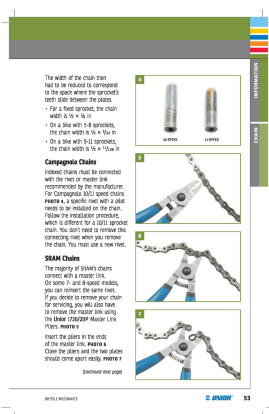 The width of the chain then
had to be reduced to correspond
to the space where the sprocket's
teeth slide between the plates.
• For a fixed sprocket, the chain
width is ½ × ⅛ in
• On a bike with 5-8 sprockets,
the chain width is ½ × ³⁄₃₂ in
• On a bike with 9-11 sprockets,
the chain width is ½ × ¹¹⁄₁₂₈ in
Campagnolo Chains
Indexed chains must be connected
with the rivet or master link
recommended by the manufacturer.
For Campagnolo 10/11 speed chains
PHOTO 4, a specific rivet with a pilot
needs to be installed on the chain.
Follow the installation procedure,
which is different for a 10/11 sprocket
chain. You don't need to remove this
connecting rivet when you remove
the chain. You must use a new rivet.
SRAM Chains
The majority of SRAM's chains
connect with a master link.
On some 7- and 8-speed models,
you can reinsert the same rivet.
If you decide to remove your chain
for servicing, you will also have
to remove the master link using
the Unior 1720/2DP Master Link
Pliers. PHOTO 5
Insert the pliers in the ends
of the master link. PHOTO 6
Close the pliers and the two plates
should come apart easily. PHOTO 7
(continued next page)
4
10-SPEED
11-SPEED
5
6
7
INFORMATION
CHAIN
BICYCLE MECHANICS
UNIOR
53